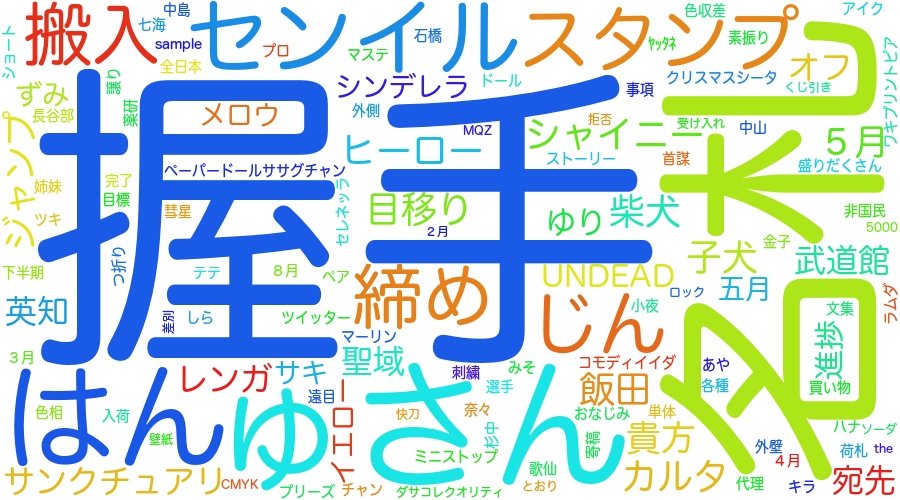 搬入
センイル
スタンプ
中島
七海
sample
プロ
マステ
石橋
全日本
色収差
アイク
ヤッタネ
素振り
ショート
オフ
くじ引き
ワキプリントピア
クリスマスシータ
シンデレラ
ドール
事項
外側
ずみ
長谷部
譲り
薬研
メロウ
握手
MQZ
ヒーロー
シャイニー
拒否
受け入れ
中山
5月
ストーリー
首謀
盛りだくさん
ジャンプ
姉妹
ツキ
完了
目標
ペーパードールササグチャン
彗星
セレネッラ
目移り
2月
ゆり
柴犬
名木コ
非国民
5000
金子
子犬
武道館
下半期
つ折り
テテ
8月
ペア
締め
UNDEAD
五月
ロック
ラムダ
文集
英知
差別
しら
ツイッター
小夜
じん
進捗
マーリン
聖域
3月
はん
レンガ
サキ
刺繍
みそ
コモディイイダ
飯田
あや
各種
買い物
遠目
選手
イエロー
ゆさん
色相
入荷
壁紙
快刀
奈々
おなじみ
単体
杉中
ミニストップ
寄稿
貴方
外壁
ハナ
ソーダ
荷札
the
サンクチュアリ
CMYK
プリーズ
チャン
ダサコレクオリティ
歌仙
とおり
カルタ
代理
4月
キラ
宛先